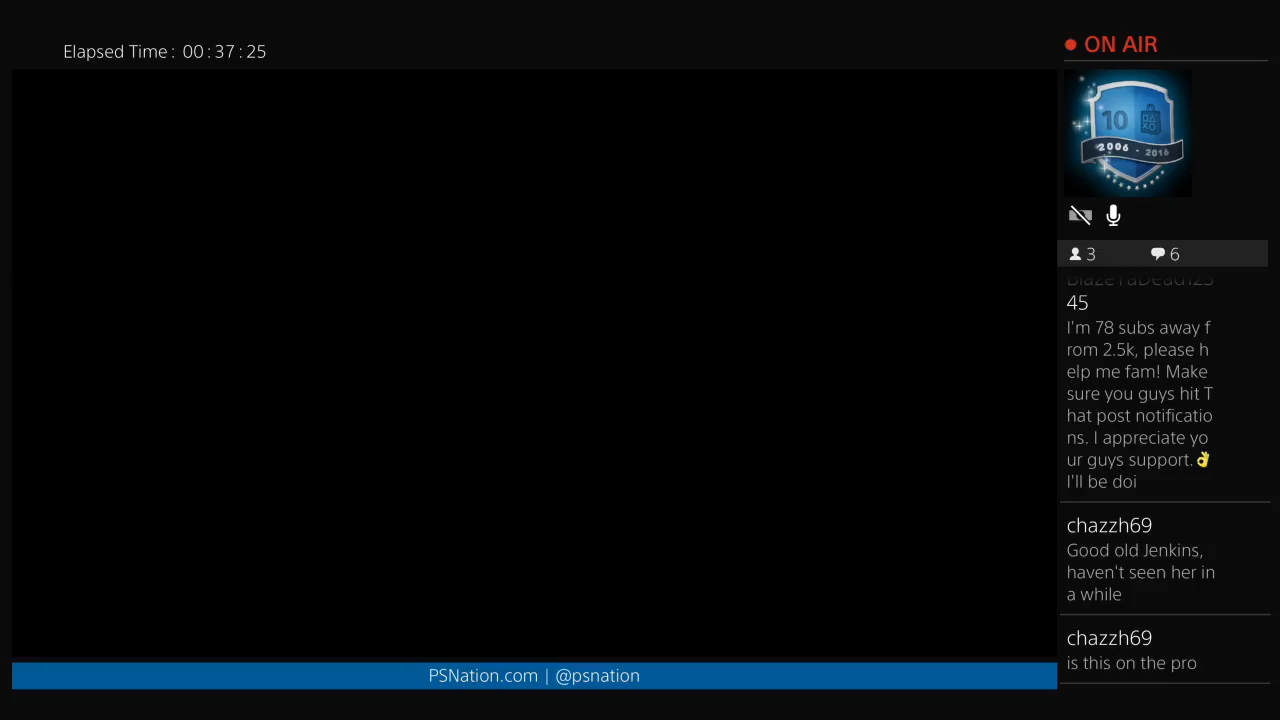 Elapsed Time : 00 : 37 : 25
ON AIR
10
2006 - 2016
3
6
45
I'm 78 subs away f
rom 2.5k, please h
elp me fam! Make
sure you guys hit T
hat post notificatio
ns. I appreciate yo
ur guys support.👌
I'll be doi
chazzh69
Good old Jenkins,
haven't seen her in
a while
chazzh69
is this on the pro
PSNation.com | @psnation